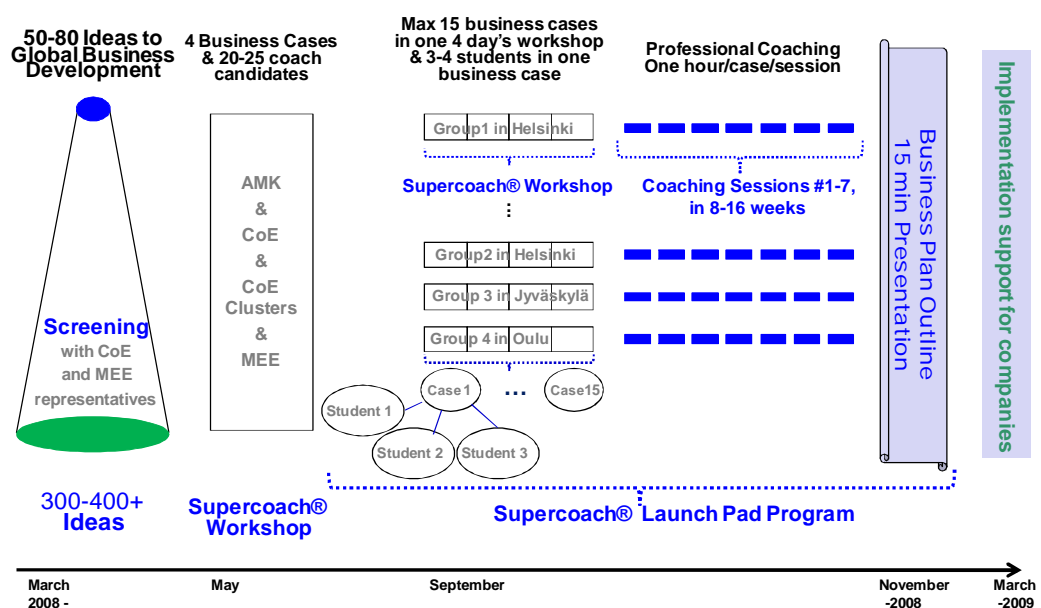 50-80 Ideas to
Global Business
Development
4 Business Cases
& 20-25 coach
candidates
Max 15 business cases
in one 4 day's workshop
& 3-4 students in one
business case
Professional Coaching
One hour/case/session
Group1 in Helsinki
Supercoach® Workshop
Coaching Sessions #1-7,
in 8-16 weeks
AMK
&
CoE
&
CoE
Clusters
&
MEE
Group2 in Helsinki
Group 3 in Jyväskylä
Group 4 in Oulu
Screening
with CoE
and MEE
representatives
Case 1
...
Case15
Student 1
Student 2
Student 3
Business Plan Outline
15 min Presentation
Implementation support for companies
300-400+
Ideas
Supercoach®
Workshop
Supercoach® Launch Pad Program
March
2008 -
May
September
November
-2008
March
-2009